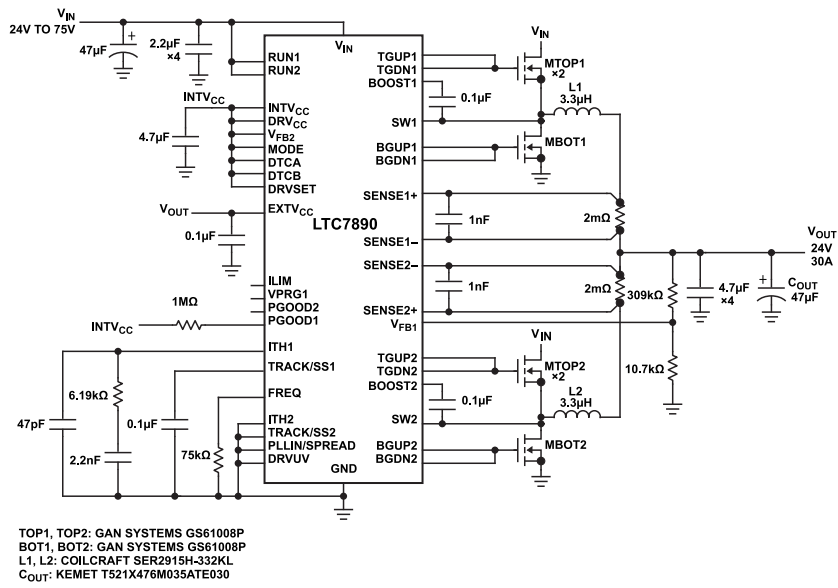 VIN
24V TO 75V
47µF
2.2µF
×4
RUN1
RUN2
VIN
INTVCC
4.7µF
INTVCC
DRVCC
VFB2
MODE
DTCA
DTCB
DRVSET
VOUT
EXTVCC
0.1µF
LTC7890
ILIM
VPRG1
PGOOD2
PGOOD1
1MΩ
INTVCC
ITH1
TRACK/SS1
FREQ
ITH2
TRACK/SS2
PLLIN/SPREAD
DRVUV
GND
47pF
6.19kΩ
2.2nF
0.1µF
75kΩ
TGUP1
TGDN1
BOOST1
0.1µF
SW1
BGUP1
BGDN1
VIN
MTOP1
×2
L1
3.3µH
MBOT1
SENSE1+
1nF
SENSE1–
2mΩ
SENSE2–
1nF
SENSE2+
2mΩ
VFB1
309kΩ
10.7kΩ
4.7µF
×4
COUT
47µF
VOUT
24V
30A
TGUP2
TGDN2
BOOST2
0.1µF
SW2
BGUP2
BGDN2
VIN
MTOP2
×2
L2
3.3µH
MBOT2
TOP1, TOP2: GAN SYSTEMS GS61008P
BOT1, BOT2: GAN SYSTEMS GS61008P
L1, L2: COILCRAFT SER2915H-332KL
COUT: KEMET T521X476M035ATE030